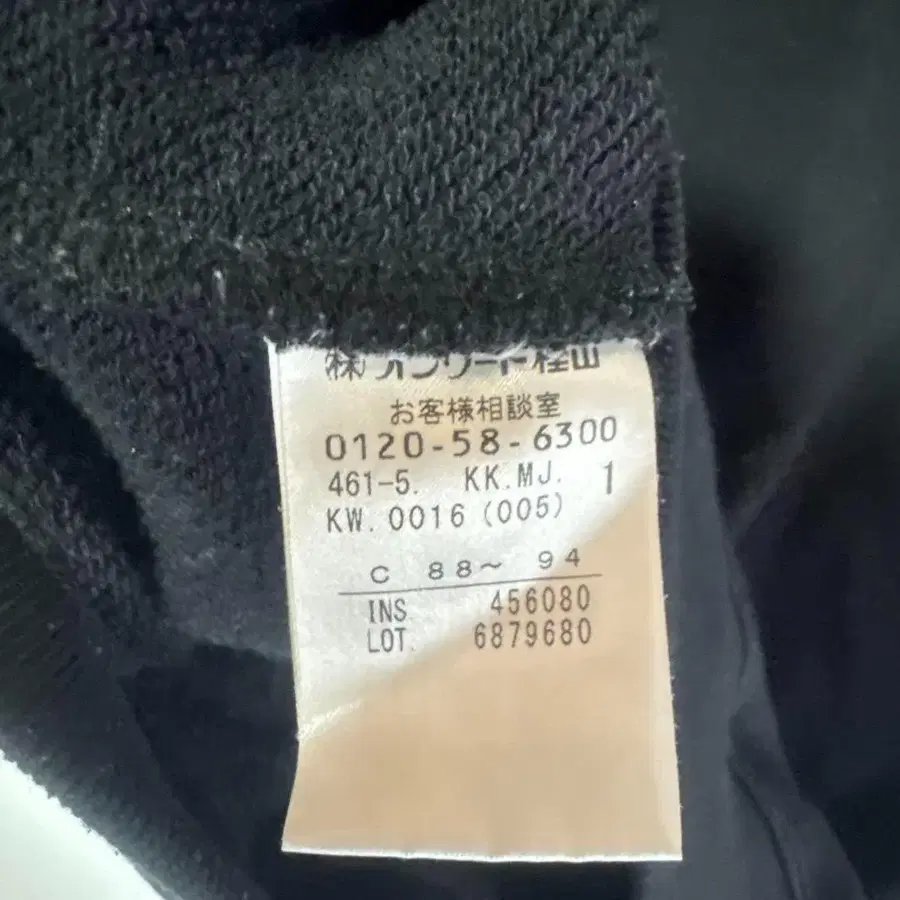 ㈱オンワード樫山
お客様相談室
0120-58-6300
461-5. KK.MJ. 1
KW. 0016 (005)
C 88～ 94
INS 456080
LOT. 6879680